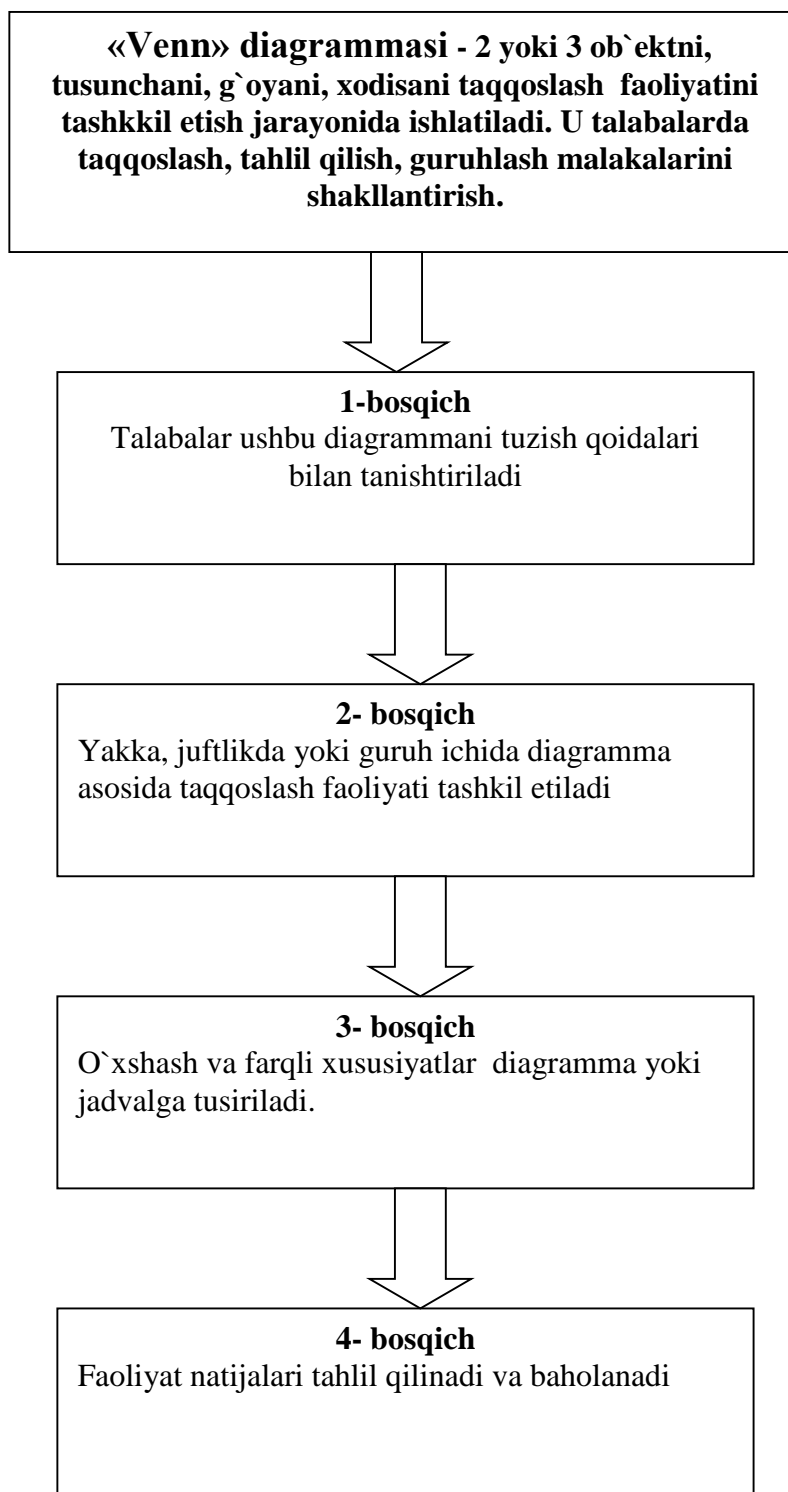 «Venn» diagrammasi - 2 yoki 3 ob`ektni,
tusunchani, g`oyani, xodisani taqqoslash faoliyatini
tashkkil etish jarayonida ishlatiladi. U talabalarda
taqqoslash, tahlil qilish, guruhlash malakalarini
shakllantirish.
1-bosqich
Talabalar ushbu diagrammani tuzish qoidalari
bilan tanishtiriladi
2- bosqich
Yakka, juftlikda yoki guruh ichida diagramma
asosida taqqoslash faoliyati tashkil etiladi
3- bosqich
O`xshash va farqli xususiyatlar diagramma yoki
jadvalga tusiriladi.
4- bosqich
Faoliyat natijalari tahlil qilinadi va baholanadi